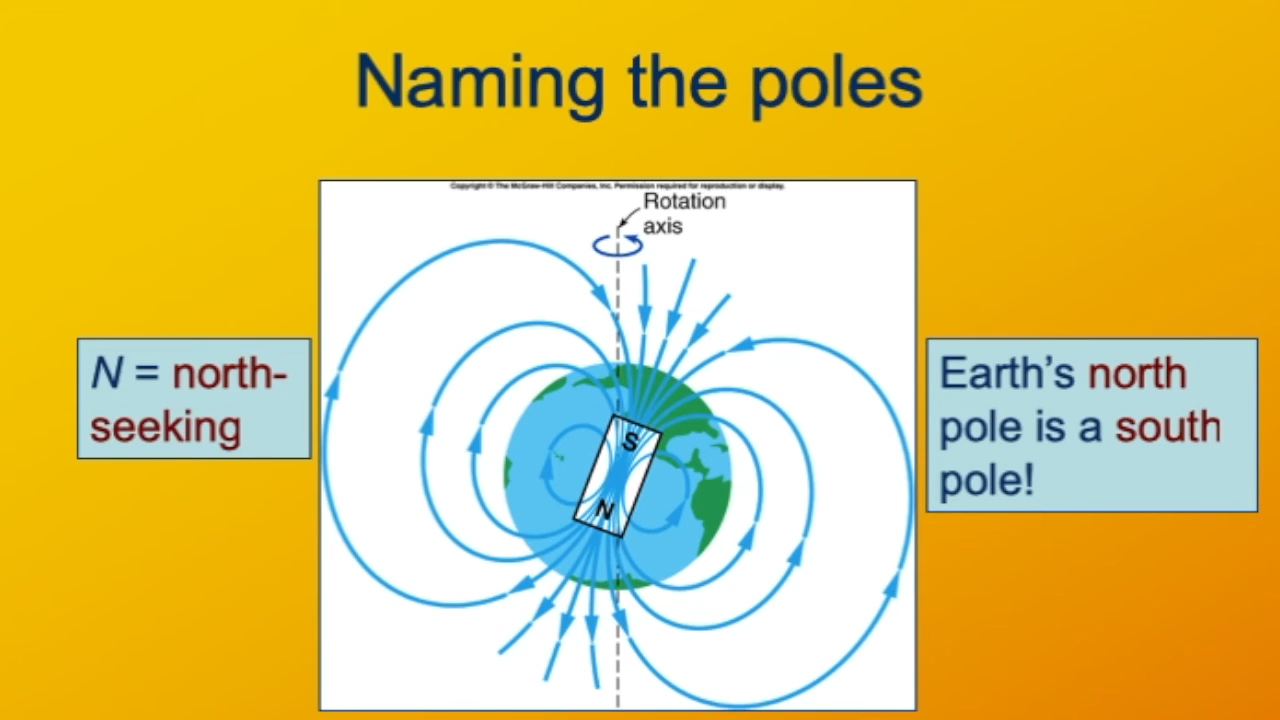 Naming the poles
Copyright © The McGraw-Hill Companies, Inc. Permission required for reproduction or display.
Rotation
axis
N = north-
seeking
S
N
Earth's north
pole is a south
pole!